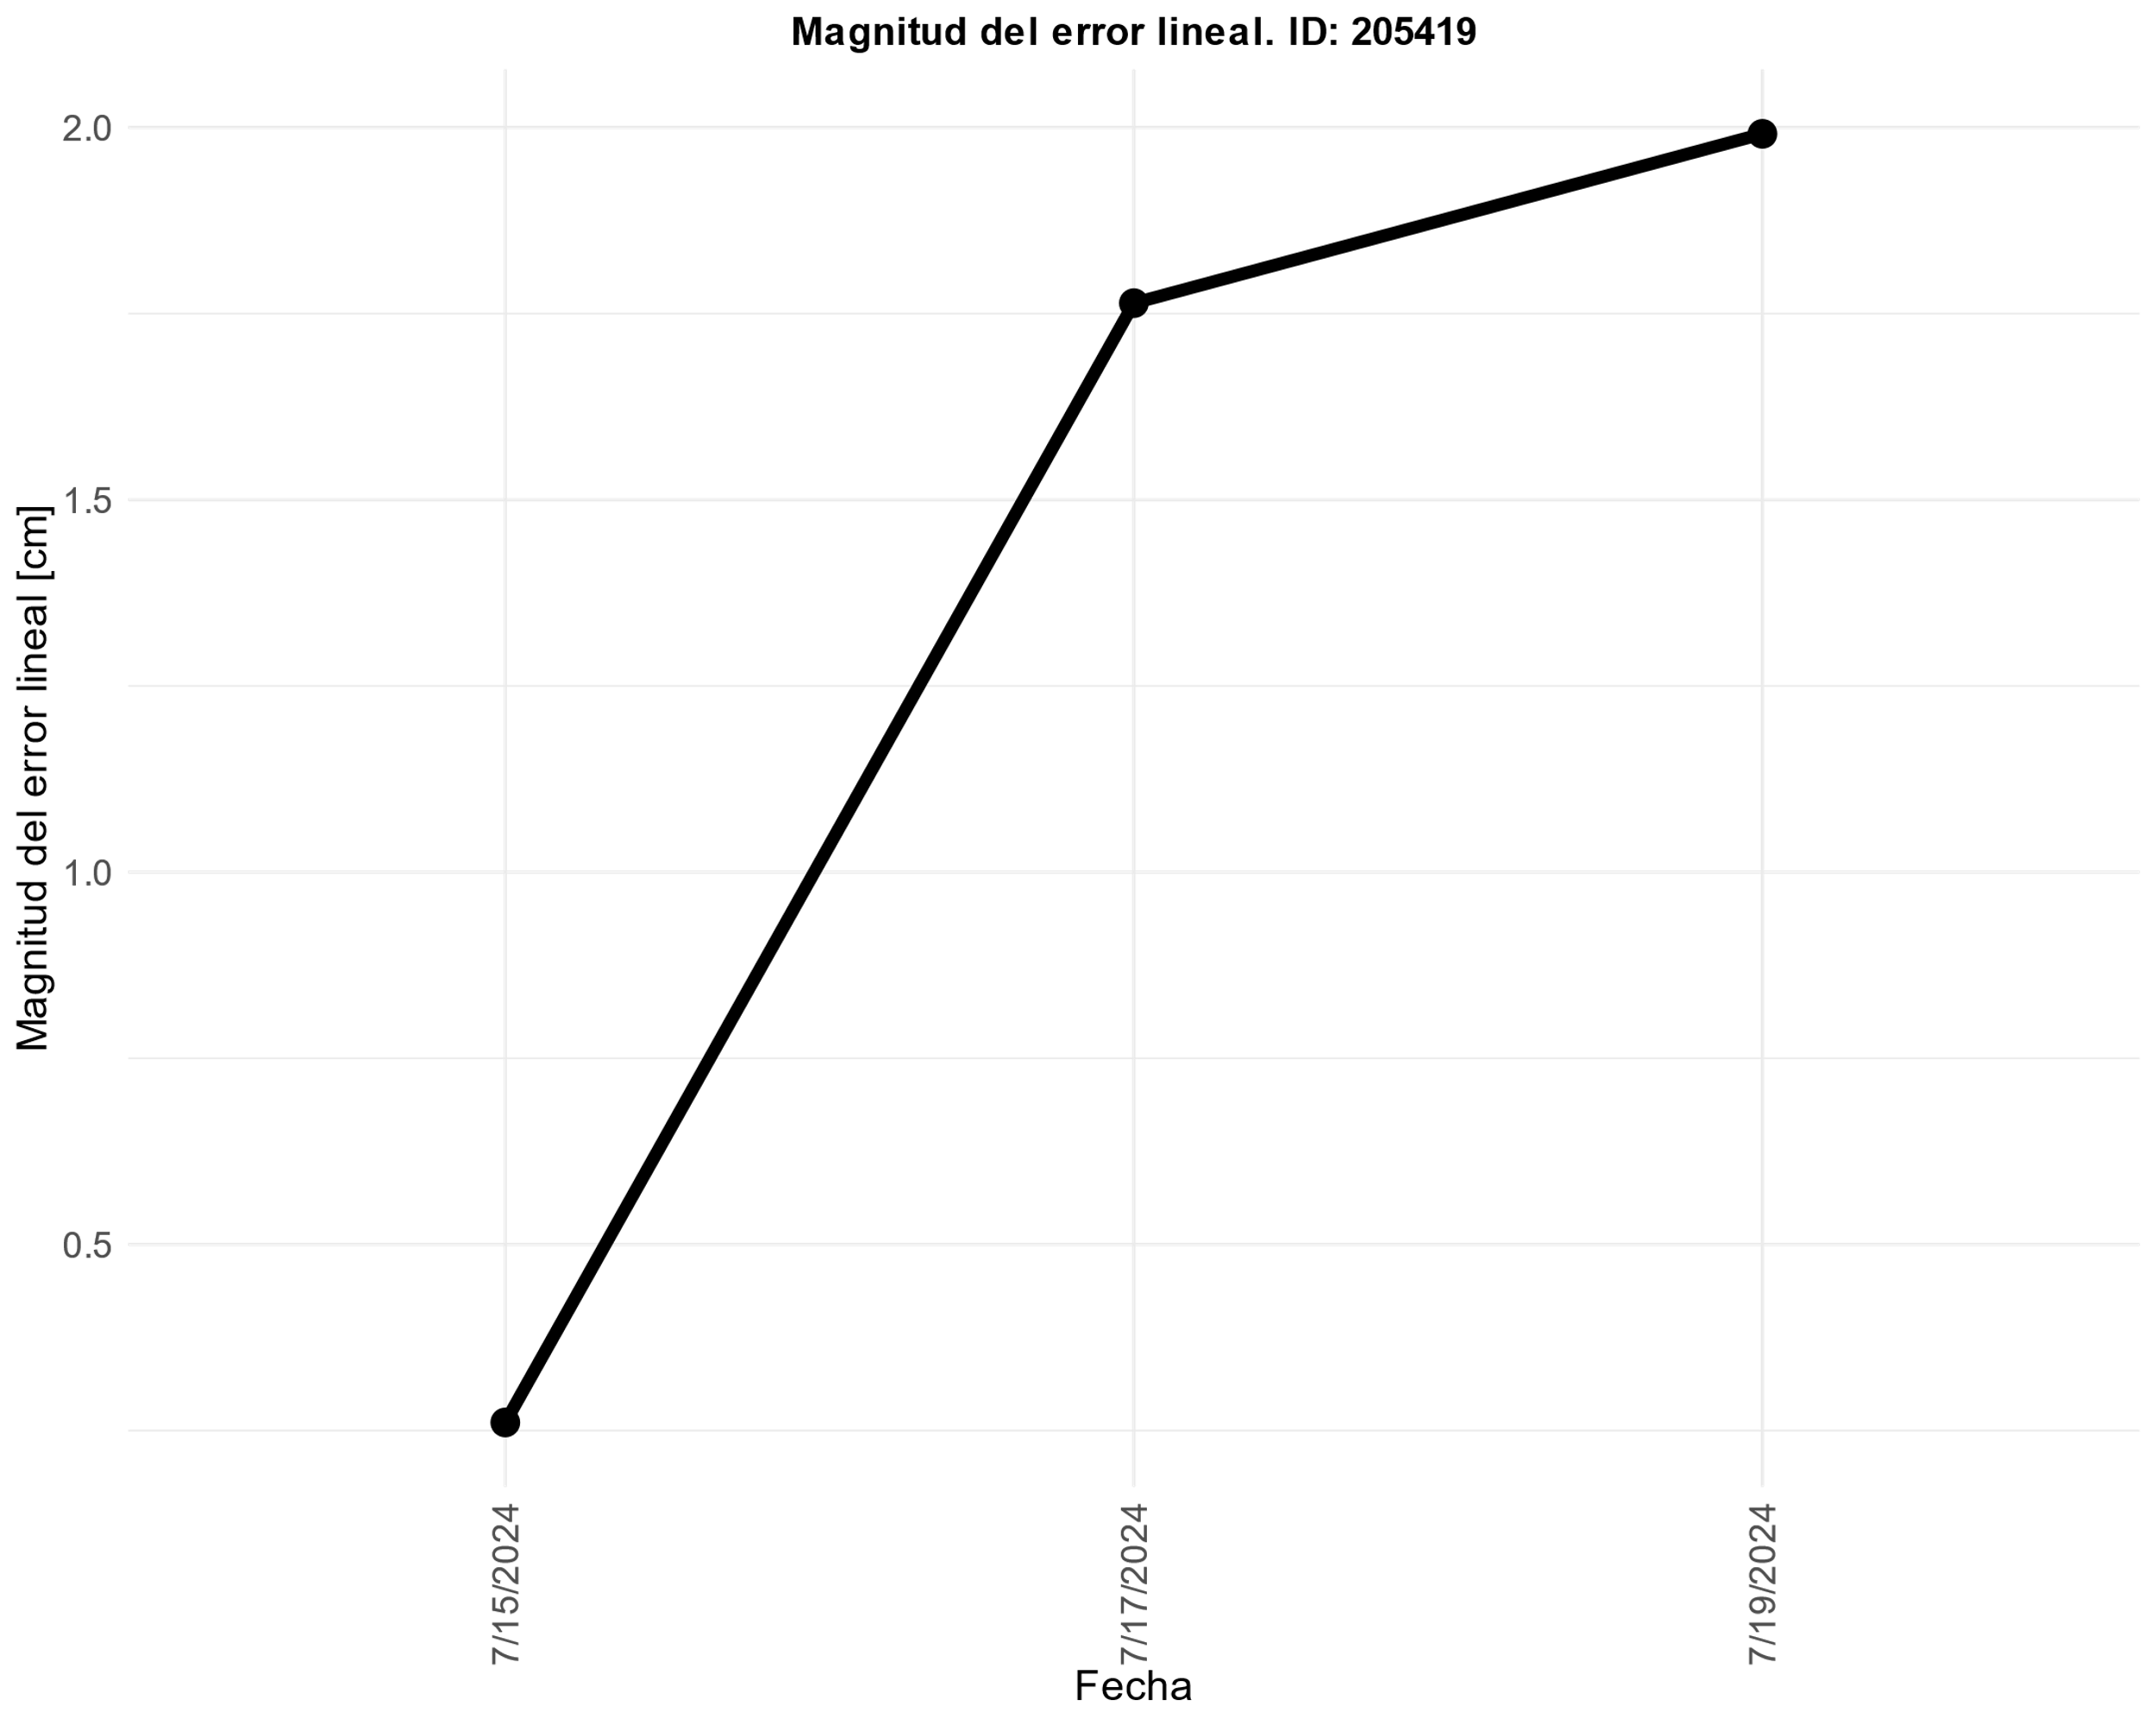 Magnitud del error lineal. ID: 205419
Magnitud del error lineal [cm]
2.0
1.5
1.0
0.5
7/15/2024
7/17/2024
7/19/2024
Fecha